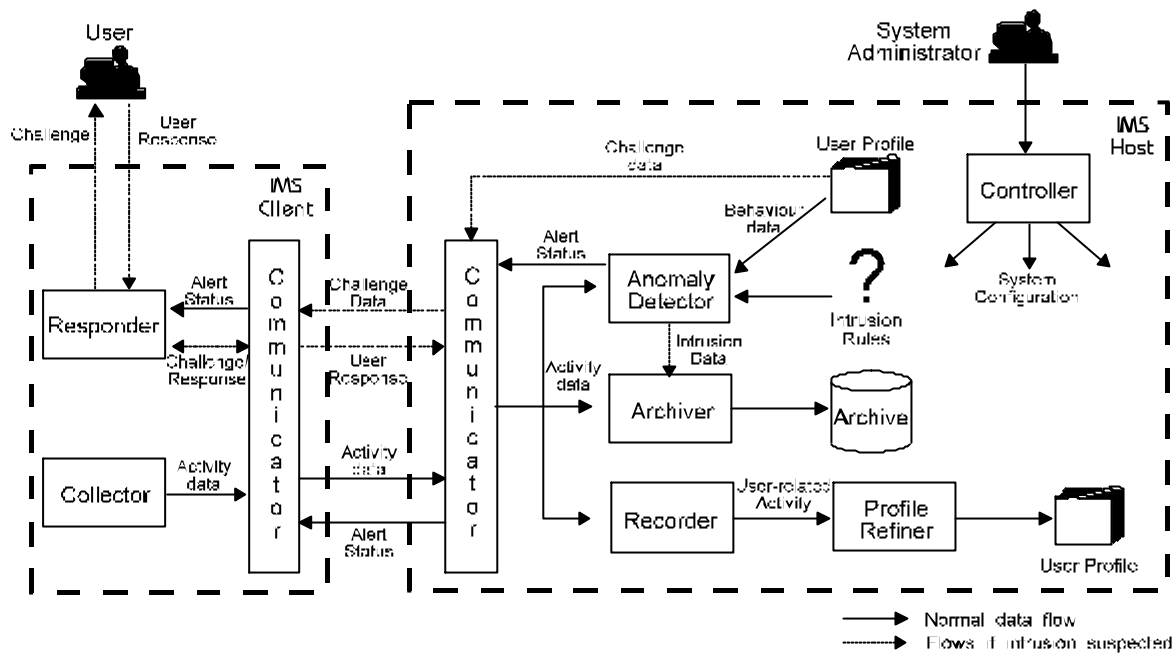 User
System
Administrator
Challenge
User
Response
IMS
Host
Challenge
data
User Profile
Controller
IMS
Client
Behaviour
data
Alert
Status
Communicator
Communicator
Anomaly
Detector
System
Configuration
Alert
Status
Challenge
Data
Responder
Intrusion
Rules
?
Challenge/
Response
User
Response
Intrusion
Data
Activity
data
Archiver
Archive
Activity
data
Activity
data
Collector
User-related
Activity
Recorder
Profile
Refiner
Alert
Status
User Profile
Normal data flow
Flows if intrusion suspected